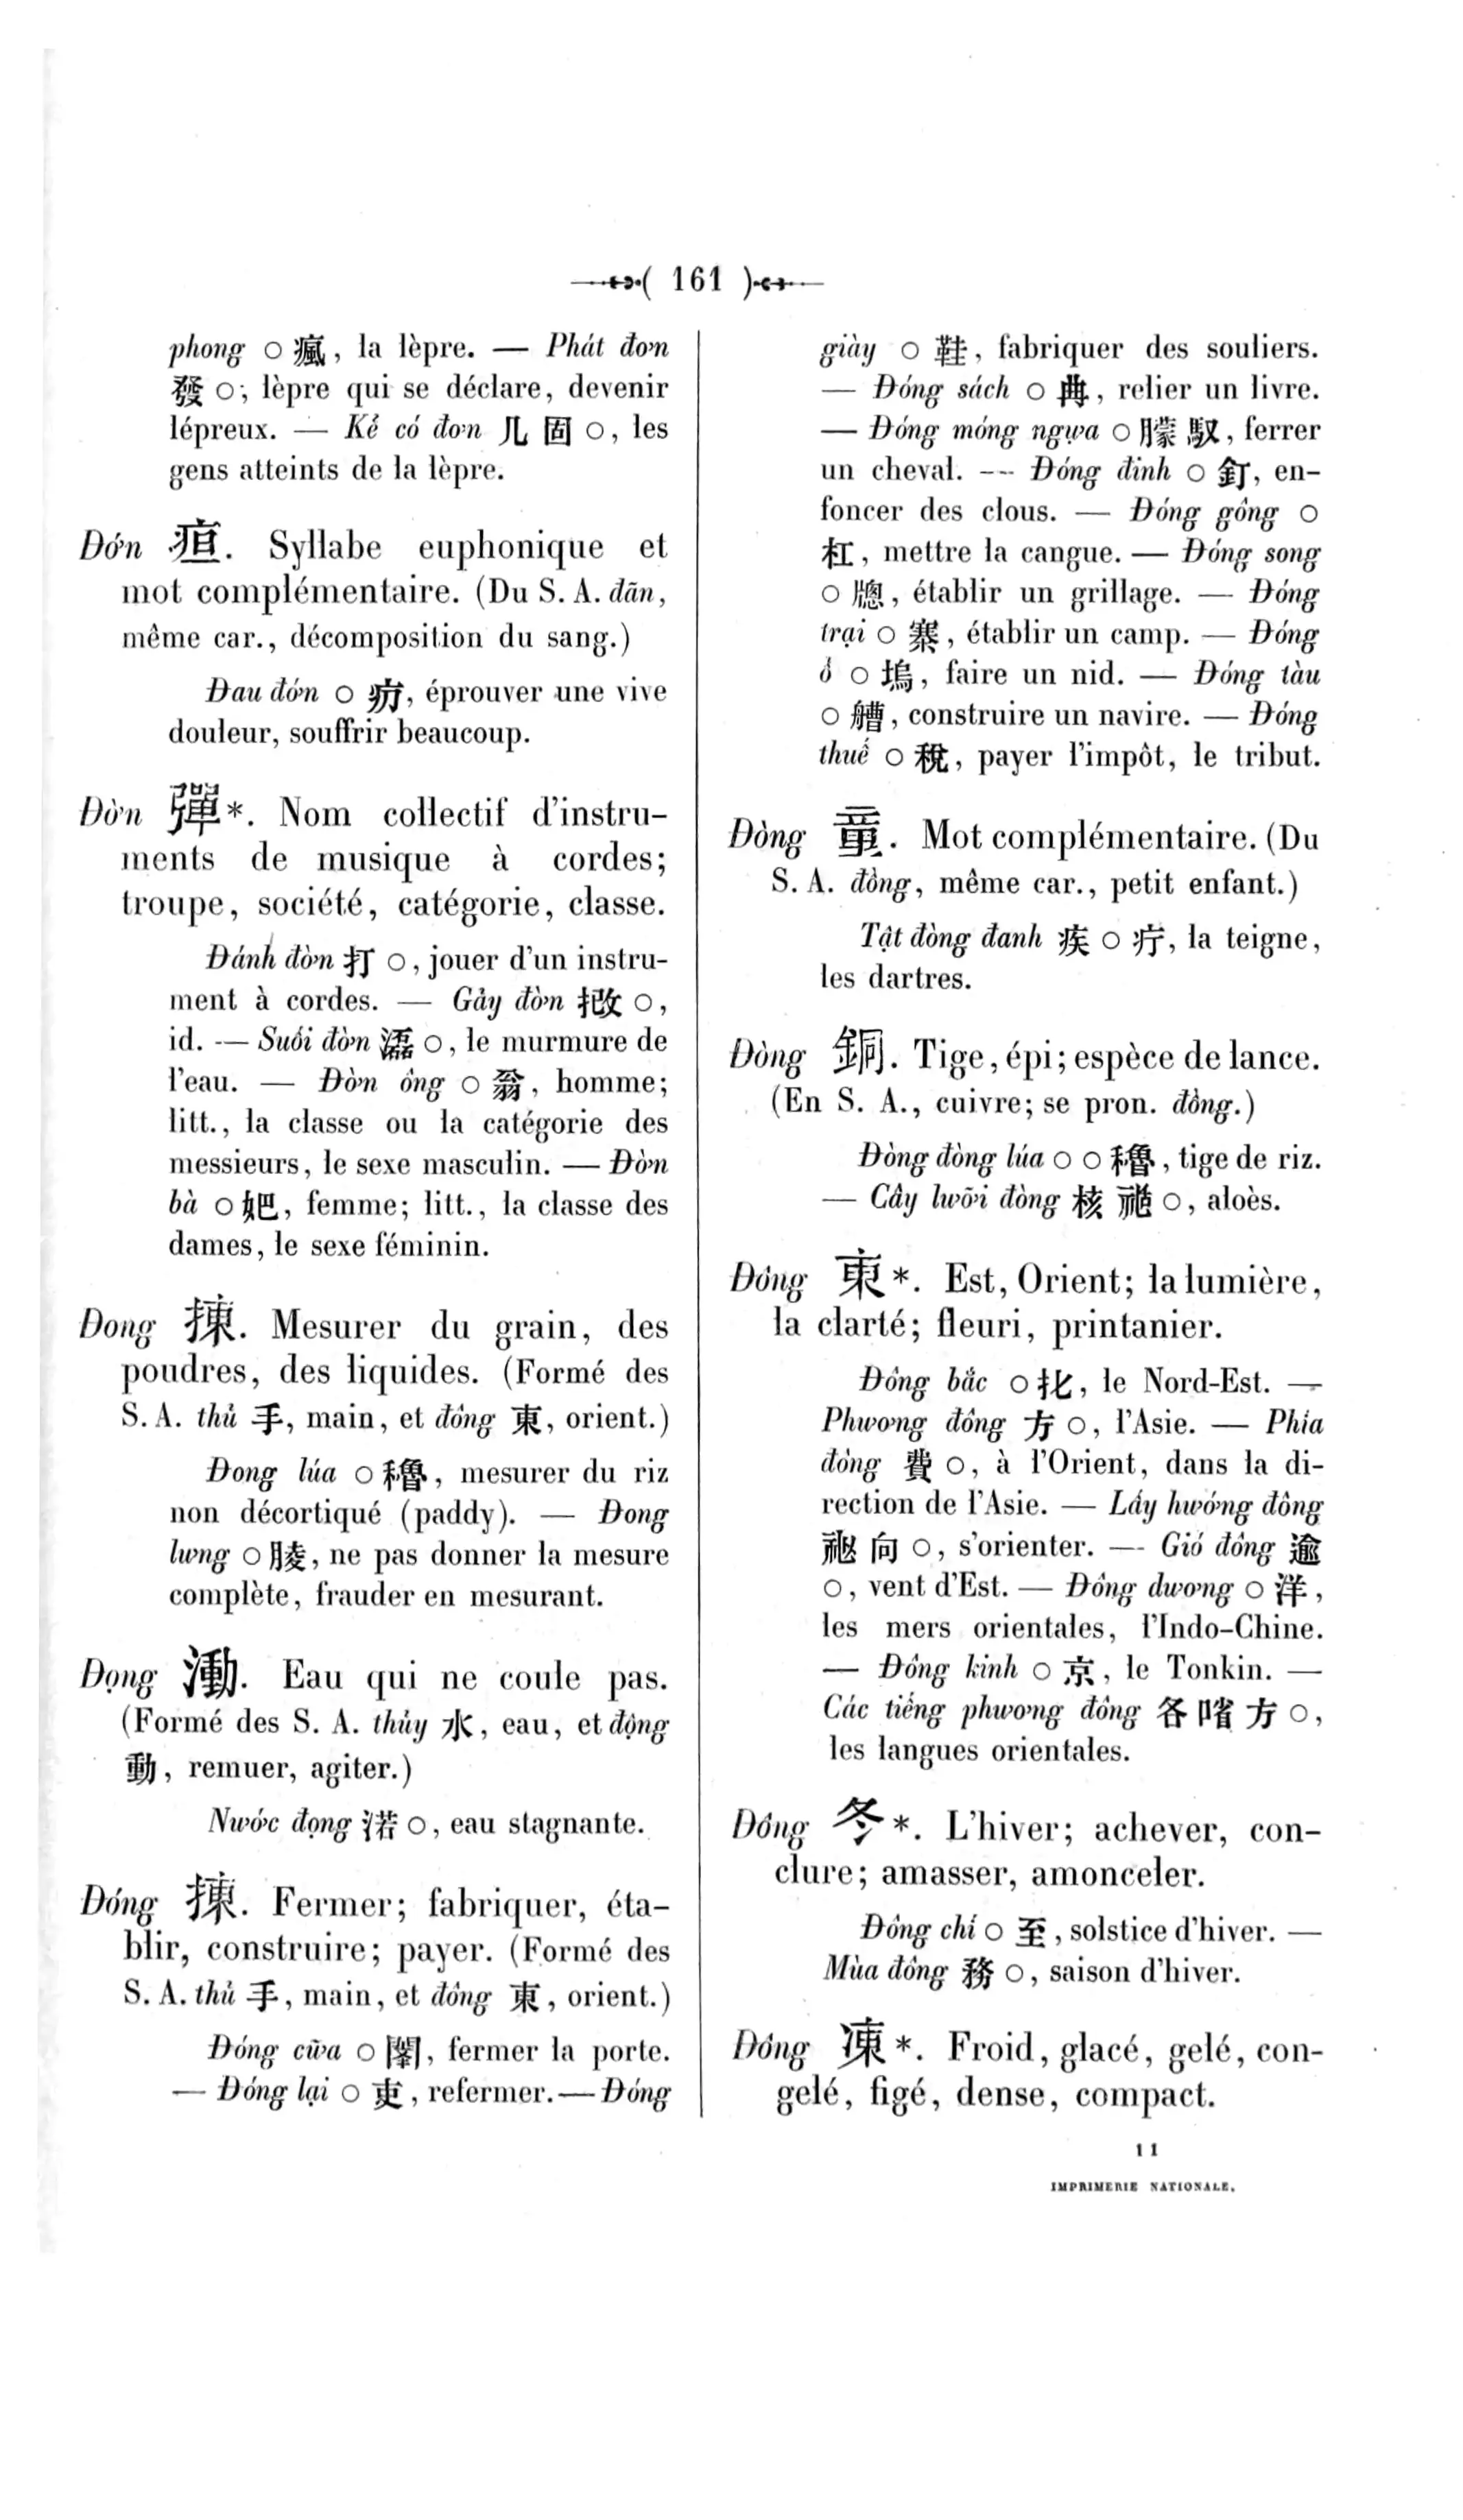 ( 161 )
phong ○ 瘋, la lèpre. — Phát đơn
發 ○; lèpre qui se déclare, devenir
lépreux. — Kẻ có đơn 几 固 ○, les
gens atteints de la lèpre.
Đớn 疸. Syllabe euphonique et
mot complémentaire. (Du S. A. đãn,
même car., décomposition du sang.)
Đau đớn ○ 疠, éprouver une vive
douleur, souffrir beaucoup.
Đờn 彈*. Nom collectif d'instru-
ments de musique à cordes;
troupe, société, catégorie, classe.
Đánh đờn 打 ○, jouer d'un instru-
ment à cordes. — Gảy đờn ○,
id. — Suối đờn ○, le murmure de
l'eau. — Đờn ông ○ 翁, homme;
litt., la classe ou la catégorie des
messieurs, le sexe masculin. — Đờn
bà ○ 妑, femme; litt., la classe des
dames, le sexe féminin.
Đong 揀. Mesurer du grain, des
poudres, des liquides. (Formé des
S. A. thủ 手, main, et đông 東, orient.)
Đong lúa ○ 穭, mesurer du riz
non décortiqué (paddy). — Đong
lưng ○ 䏠, ne pas donner la mesure
complète, frauder en mesurant.
Đọng 湩. Eau qui ne coule pas.
(Formé des S. A. thủy 水, eau, et động
動, remuer, agiter.)
Nước đọng 渃 ○, eau stagnante.
Đóng 揀. Fermer; fabriquer, éta-
blir, construire; payer. (Formé des
S. A. thủ 手, main, et đông 東, orient.)
Đóng cữa ○, fermer la porte.
— Đóng lại ○ 吏, refermer. — Đóng
giày ○ 鞋, fabriquer des souliers.
— Đóng sách ○ 典, relier un livre.
— Đóng móng ngựa ○ 朦 馭, ferrer
un cheval. — Đóng đinh ○ 釘, en-
foncer des clous. — Đóng gông ○
杠, mettre la cangue. — Đóng song
○ 牎, établir un grillage. — Đóng
trại ○ 寨, établir un camp. — Đóng
ổ ○ 塢, faire un nid. — Đóng tàu
○ 艚, construire un navire. — Đóng
thuế ○ 稅, payer l'impôt, le tribut.
Đòng 童. Mot complémentaire. (Du
S. A. đồng, même car., petit enfant.)
Tật đòng đanh 疾 ○ 疔, la teigne,
les dartres.
Đòng 銅. Tige, épi; espèce de lance.
(En S. A., cuivre; se pron. đồng.)
Đòng đòng lúa ○ ○ 穭, tige de riz.
— Cây lưỡi đòng 核 ○, aloès.
Đông 東*. Est, Orient; la lumière,
la clarté; fleuri, printanier.
Đông bắc ○ 北, le Nord-Est. —
Phương đông 方 ○, l'Asie. — Phía
đông 費 ○, à l'Orient, dans la di-
rection de l'Asie. — Lấy hướng đông
向 ○, s'orienter. — Gió đông
○, vent d'Est. — Đông dương ○ 洋,
les mers orientales, l'Indo-Chine.
— Đông kinh ○ 京, le Tonkin. —
Các tiếng phương đông 各 㗂 方 ○,
les langues orientales.
Đông 冬*. L'hiver; achever, con-
clure; amasser, amonceler.
Đông chí ○ 至, solstice d'hiver. —
Mùa đông 務 ○, saison d'hiver.
Đông 凍*. Froid, glacé, gelé, con-
gelé, figé, dense, compact.
11
IMPRIMERIE NATIONALE.